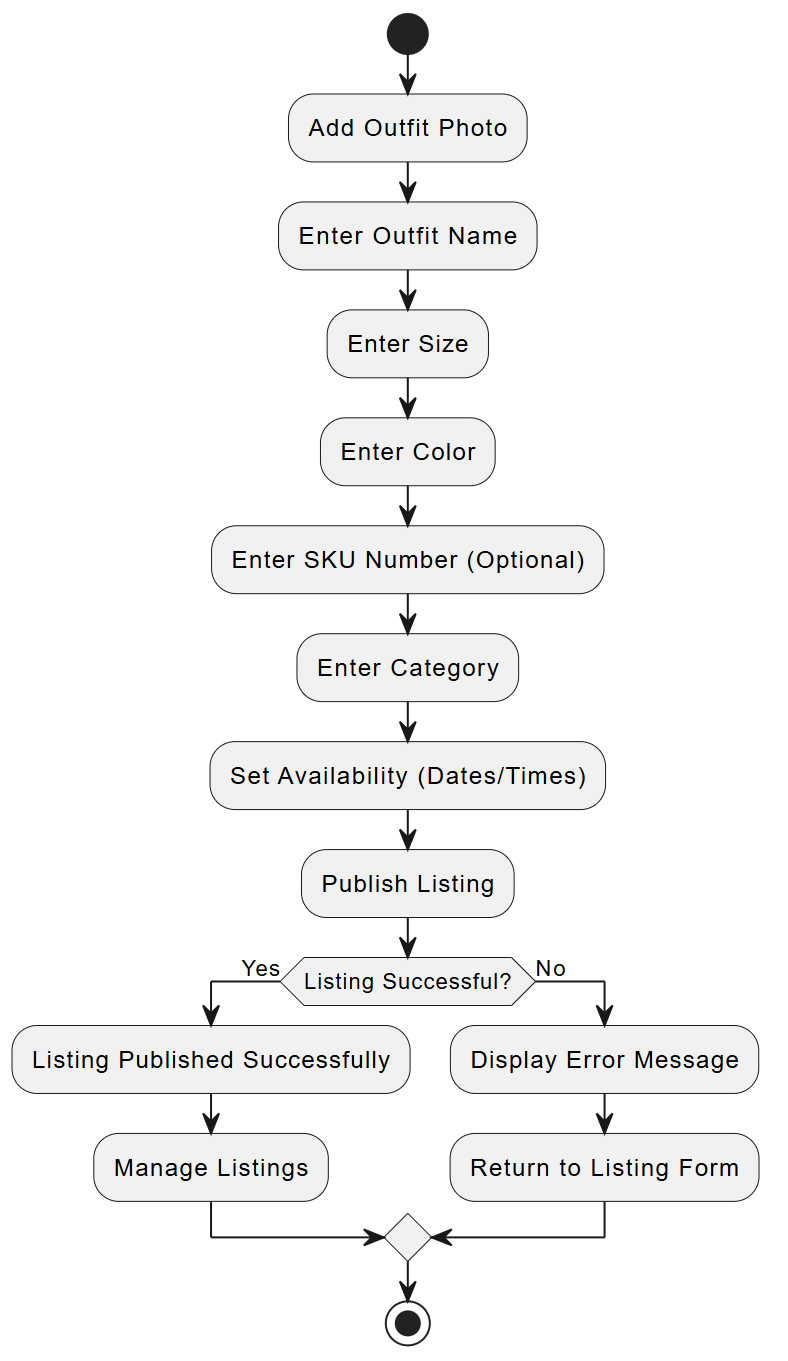 Add Outfit Photo
Enter Outfit Name
Enter Size
Enter Color
Enter SKU Number (Optional)
Enter Category
Set Availability (Dates/Times)
Publish Listing
Yes
Listing Successful?
No
Listing Published Successfully
Display Error Message
Manage Listings
Return to Listing Form